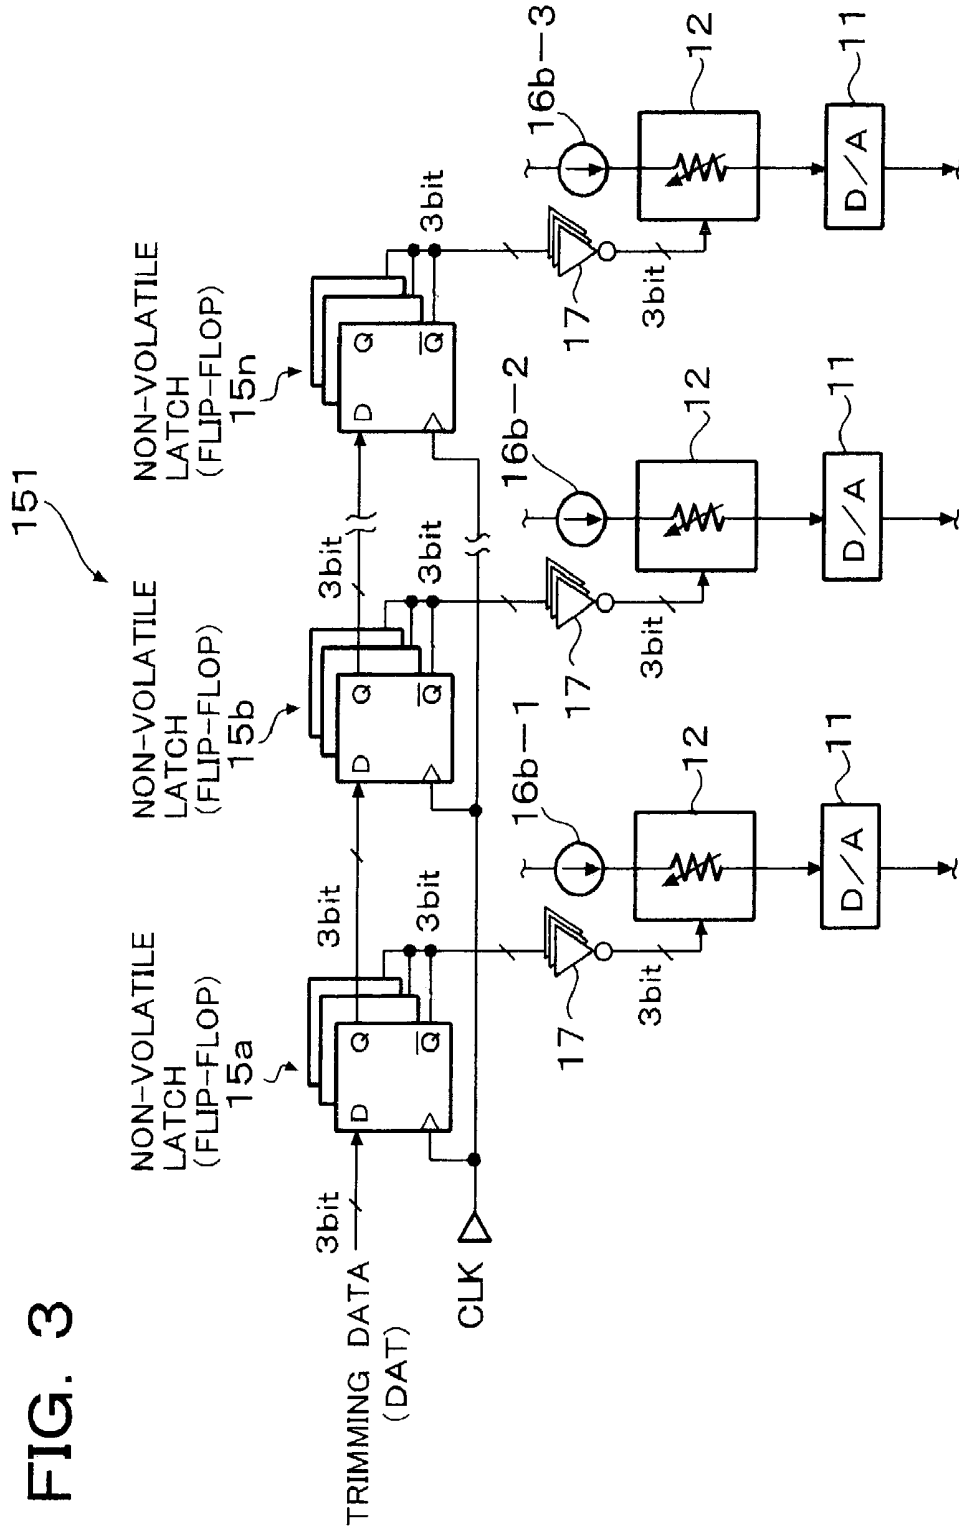 FIG. 3
151
NON-VOLATILE
LATCH
(FLIP-FLOP)
15a
NON-VOLATILE
LATCH
(FLIP-FLOP)
15b
NON-VOLATILE
LATCH
(FLIP-FLOP)
15n
TRIMMING DATA
(DAT)
3bit
D
Q
Q̅
3bit
3bit
D
Q
Q̅
3bit
3bit
D
Q
Q̅
3bit
CLK
17
3bit
16b-1
12
D/A
11
17
3bit
16b-2
12
D/A
11
17
3bit
16b-3
12
D/A
11